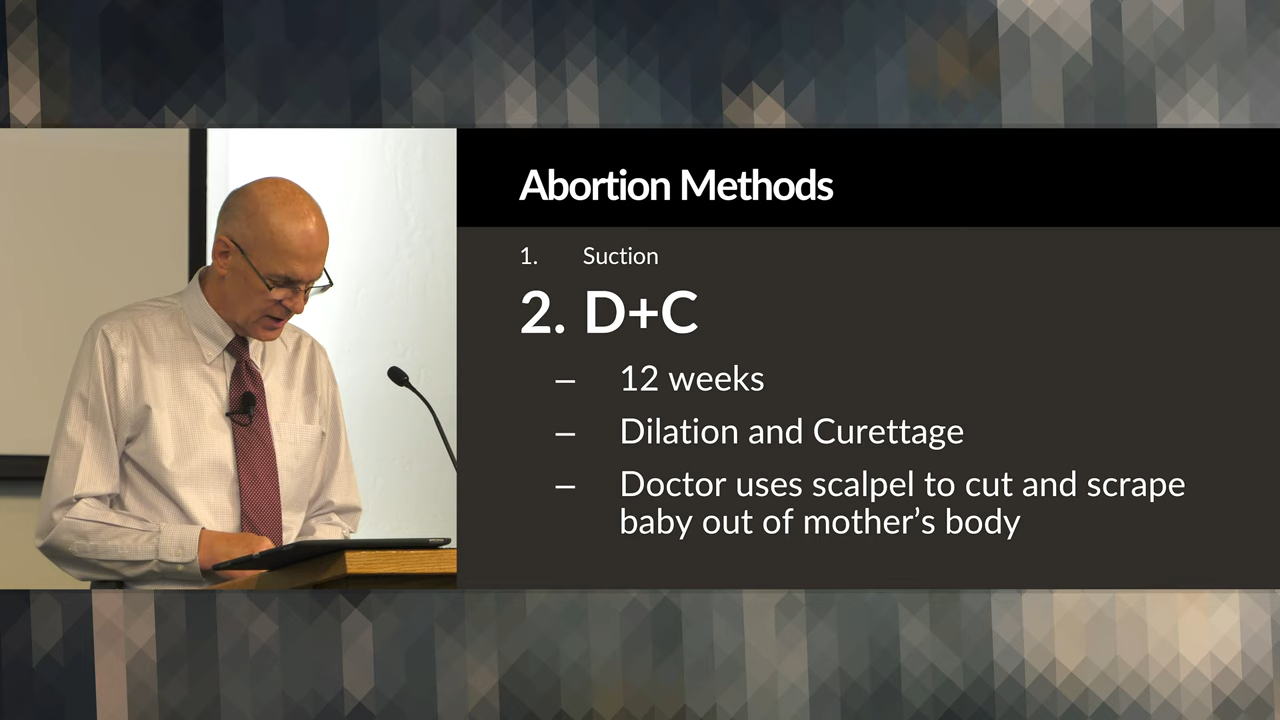 Abortion Methods
1. Suction
2. D+C
– 12 weeks
– Dilation and Curettage
– Doctor uses scalpel to cut and scrape
baby out of mother’s body